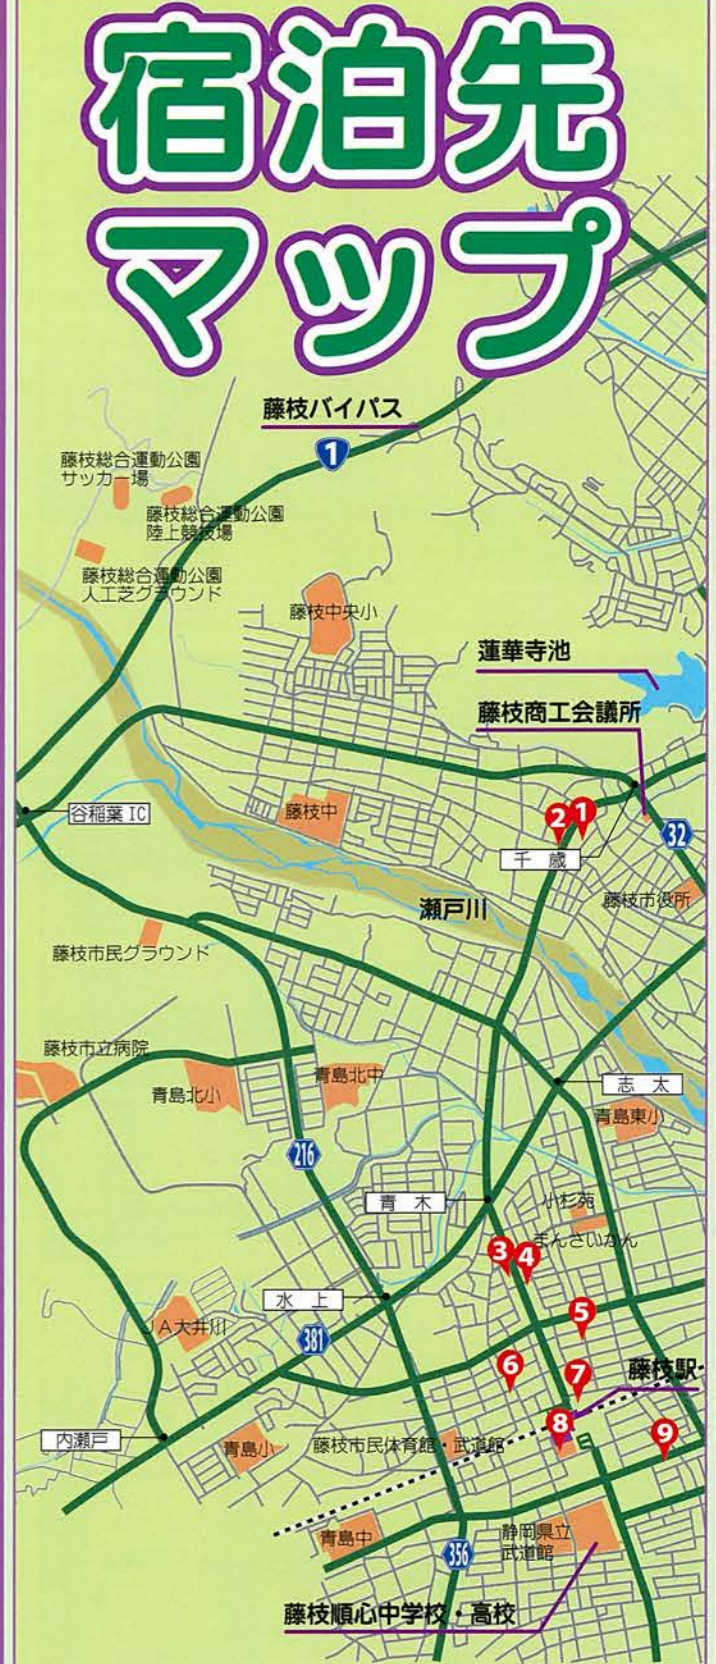 宿泊先
マップ
藤枝バイパス
1
藤枝総合運動公園
サッカー場
藤枝総合運動公園
陸上競技場
藤枝総合運動公園
人工芝グラウンド
藤枝中央小
蓮華寺池
藤枝商工会議所
谷稲葉IC
藤枝中
2
1
32
千歳
藤枝市役所
瀬戸川
藤枝市民グラウンド
藤枝市立病院
青島北小
青島北中
志太
青島東小
216
青木
小杉苑
まんさいかん
3
4
水上
JA大井川
381
5
6
7
藤枝駅
8
9
内瀬戸
青島小
藤枝市民体育館・武道館
青島中
356
静岡県立
武道館
藤枝順心中学校・高校